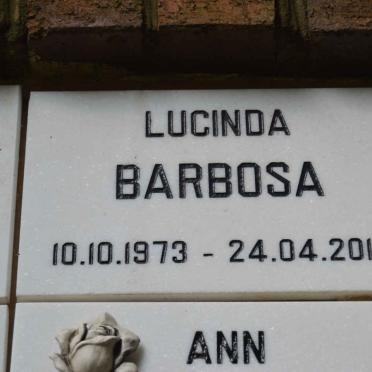 LUCINDA
BARBOSA
10.10.1973 - 24.04.201
ANN